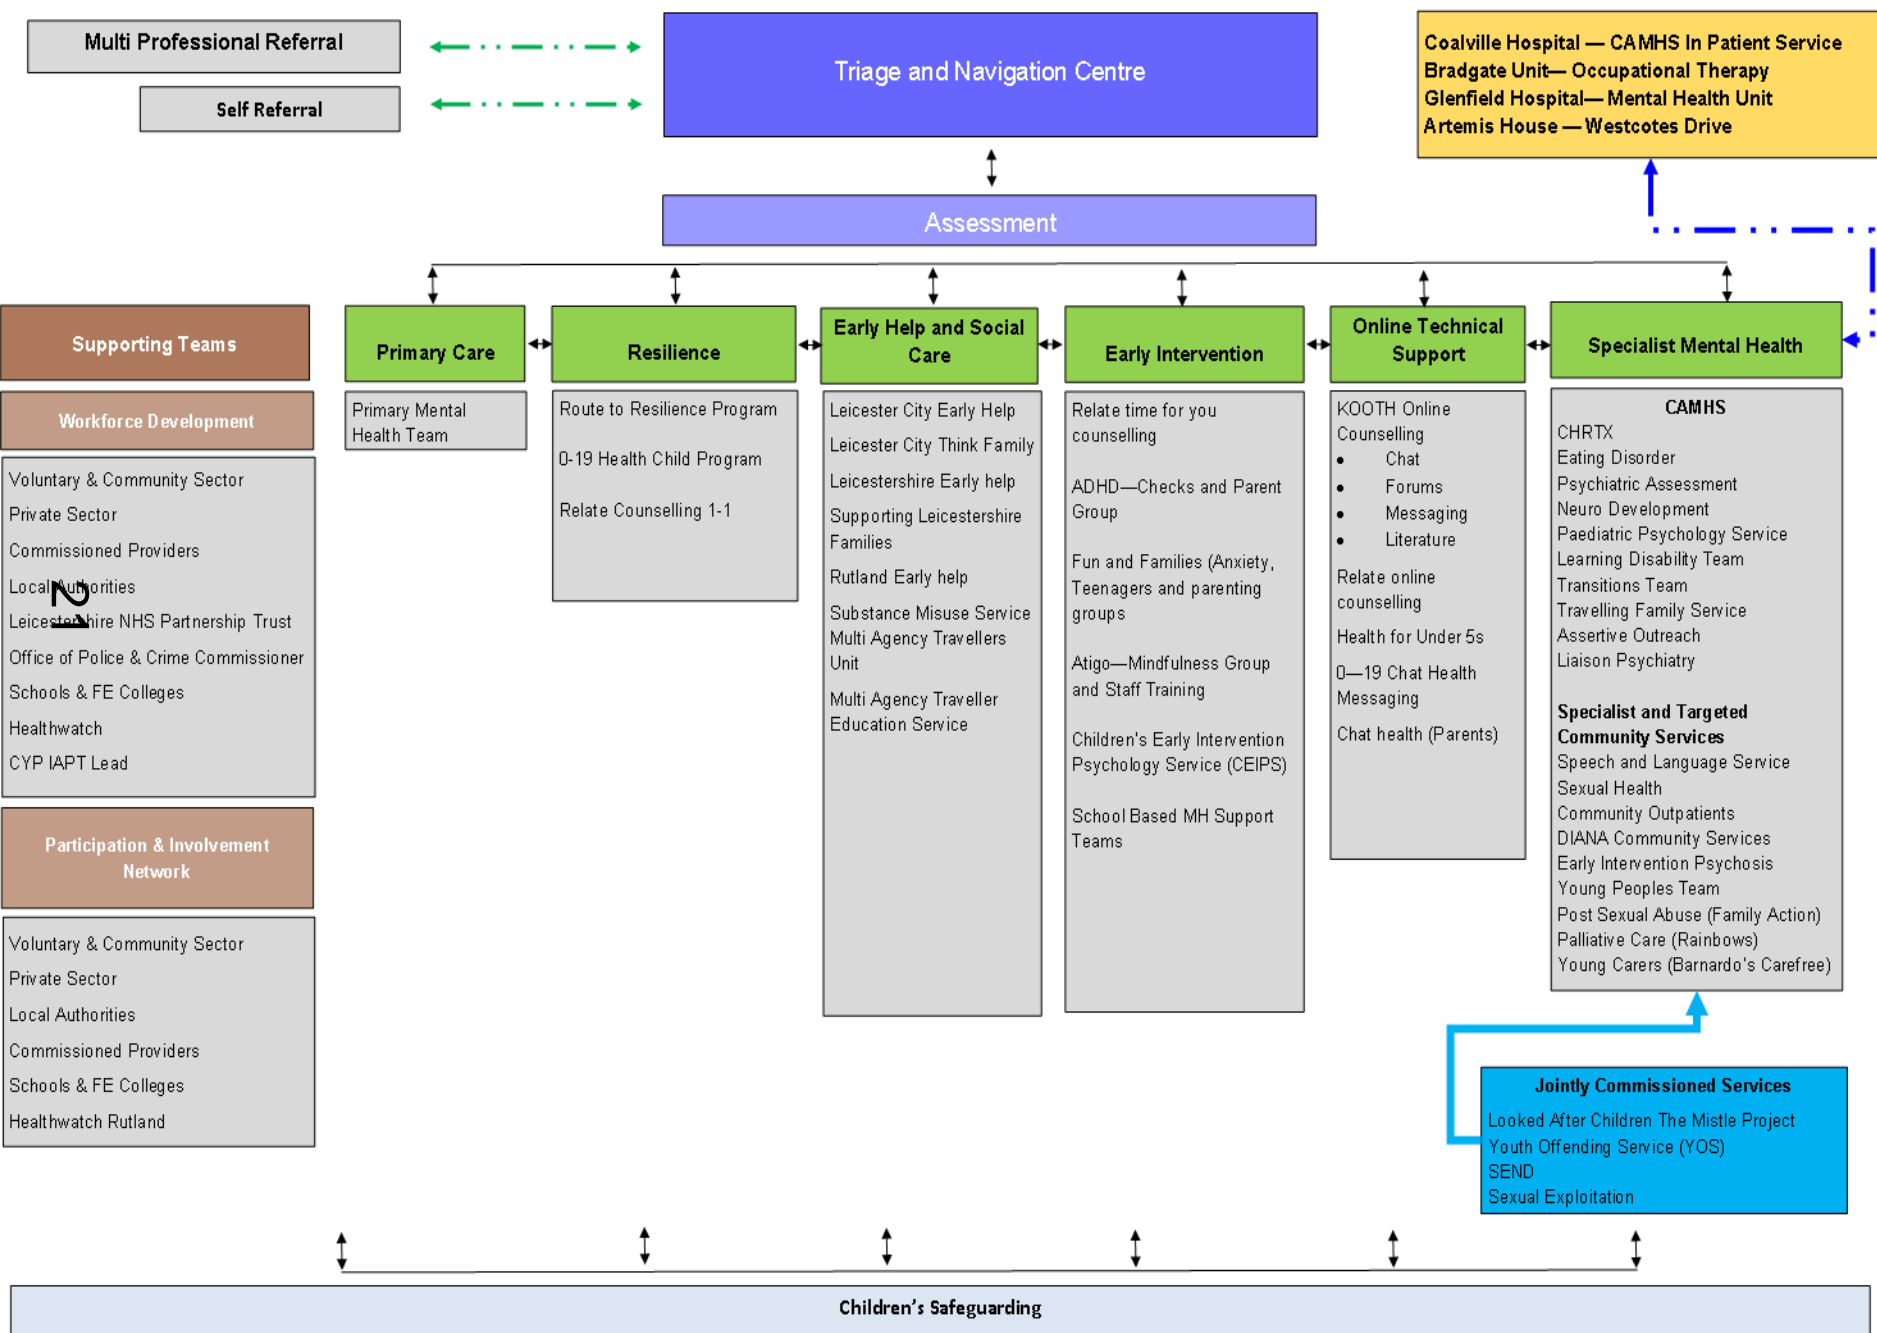 Multi Professional Referral
Self Referral
Triage and Navigation Centre
Coalville Hospital — CAMHS In Patient Service
Bradgate Unit— Occupational Therapy
Glenfield Hospital— Mental Health Unit
Artemis House — Westcotes Drive
Assessment
Supporting Teams
Workforce Development
Voluntary & Community Sector
Private Sector
Commissioned Providers
Local Authorities
Leicestershire NHS Partnership Trust
Office of Police & Crime Commissioner
Schools & FE Colleges
Healthwatch
CYP IAPT Lead
21
Participation & Involvement
Network
Voluntary & Community Sector
Private Sector
Local Authorities
Commissioned Providers
Schools & FE Colleges
Healthwatch Rutland
Primary Care
Primary Mental
Health Team
Resilience
Route to Resilience Program
0-19 Health Child Program
Relate Counselling 1-1
Early Help and Social
Care
Leicester City Early Help
Leicester City Think Family
Leicestershire Early help
Supporting Leicestershire
Families
Rutland Early help
Substance Misuse Service
Multi Agency Travellers
Unit
Multi Agency Traveller
Education Service
Early Intervention
Relate time for you
counselling
ADHD—Checks and Parent
Group
Fun and Families (Anxiety,
Teenagers and parenting
groups
Atigo—Mindfulness Group
and Staff Training
Children's Early Intervention
Psychology Service (CEIPS)
School Based MH Support
Teams
Online Technical
Support
KOOTH Online
Counselling
• Chat
• Forums
• Messaging
• Literature
Relate online
counselling
Health for Under 5s
0—19 Chat Health
Messaging
Chat health (Parents)
Specialist Mental Health
CAMHS
CHRTX
Eating Disorder
Psychiatric Assessment
Neuro Development
Paediatric Psychology Service
Learning Disability Team
Transitions Team
Travelling Family Service
Assertive Outreach
Liaison Psychiatry
Specialist and Targeted
Community Services
Speech and Language Service
Sexual Health
Community Outpatients
DIANA Community Services
Early Intervention Psychosis
Young Peoples Team
Post Sexual Abuse (Family Action)
Palliative Care (Rainbows)
Young Carers (Barnardo's Carefree)
Jointly Commissioned Services
Looked After Children The Mistle Project
Youth Offending Service (YOS)
SEND
Sexual Exploitation
Children's Safeguarding